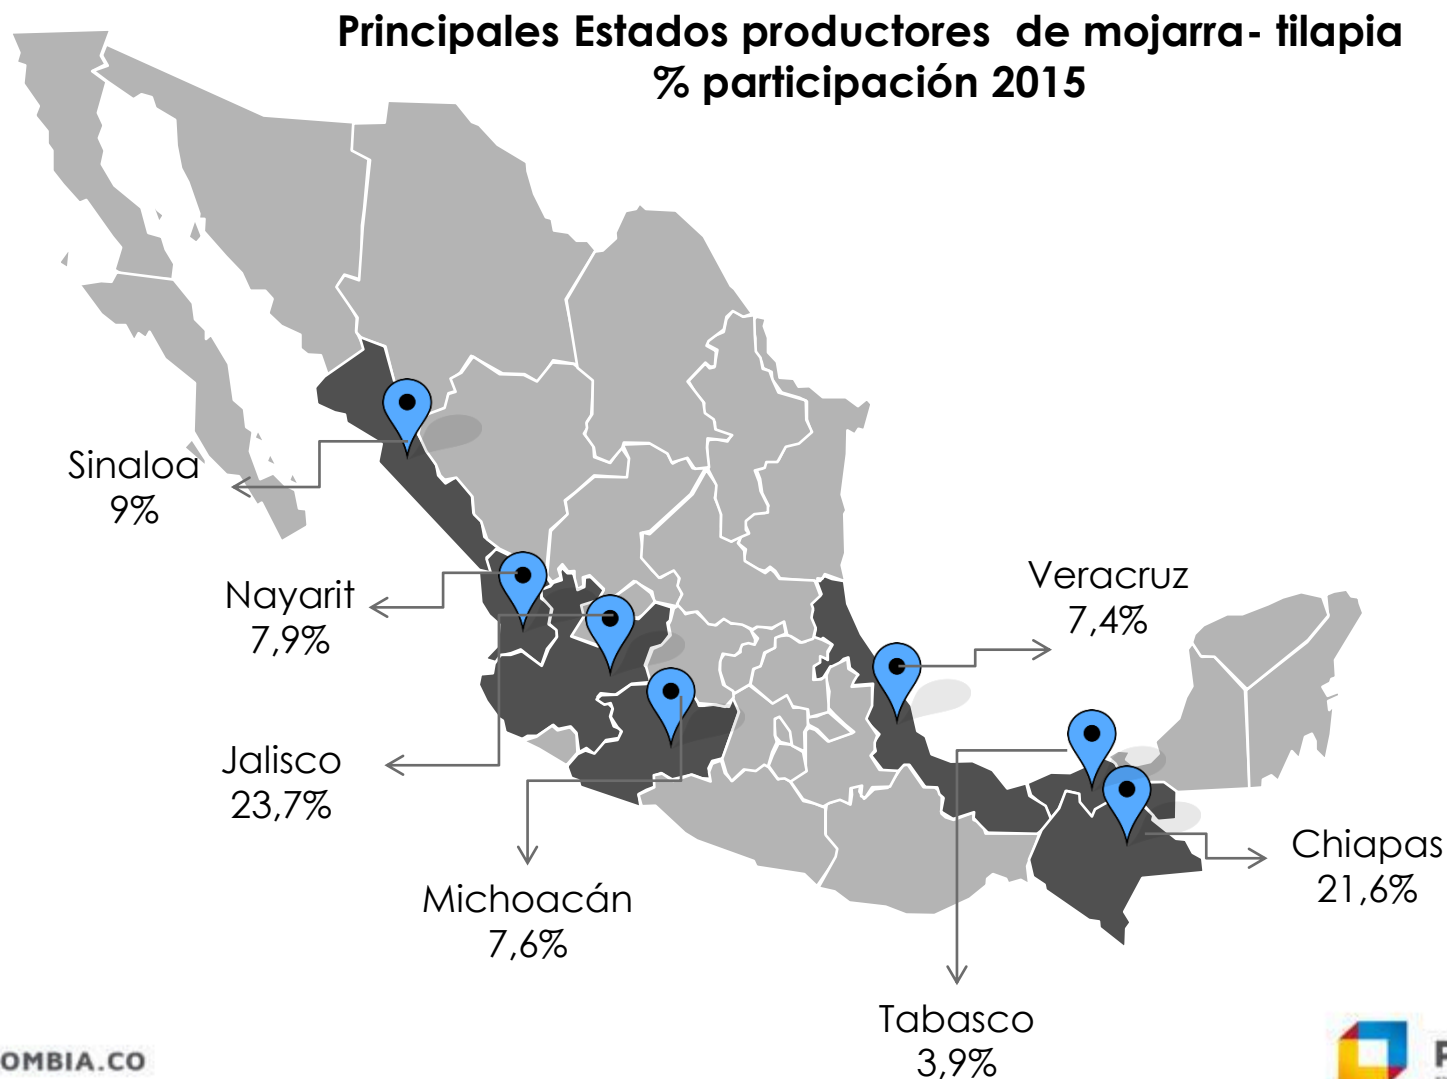 Principales Estados productores de mojarra- tilapia
% participación 2015
Sinaloa
9%
Nayarit
7,9%
Veracruz
7,4%
Jalisco
23,7%
Chiapas
21,6%
Michoacán
7,6%
Tabasco
3,9%
OMBIA.CO
P